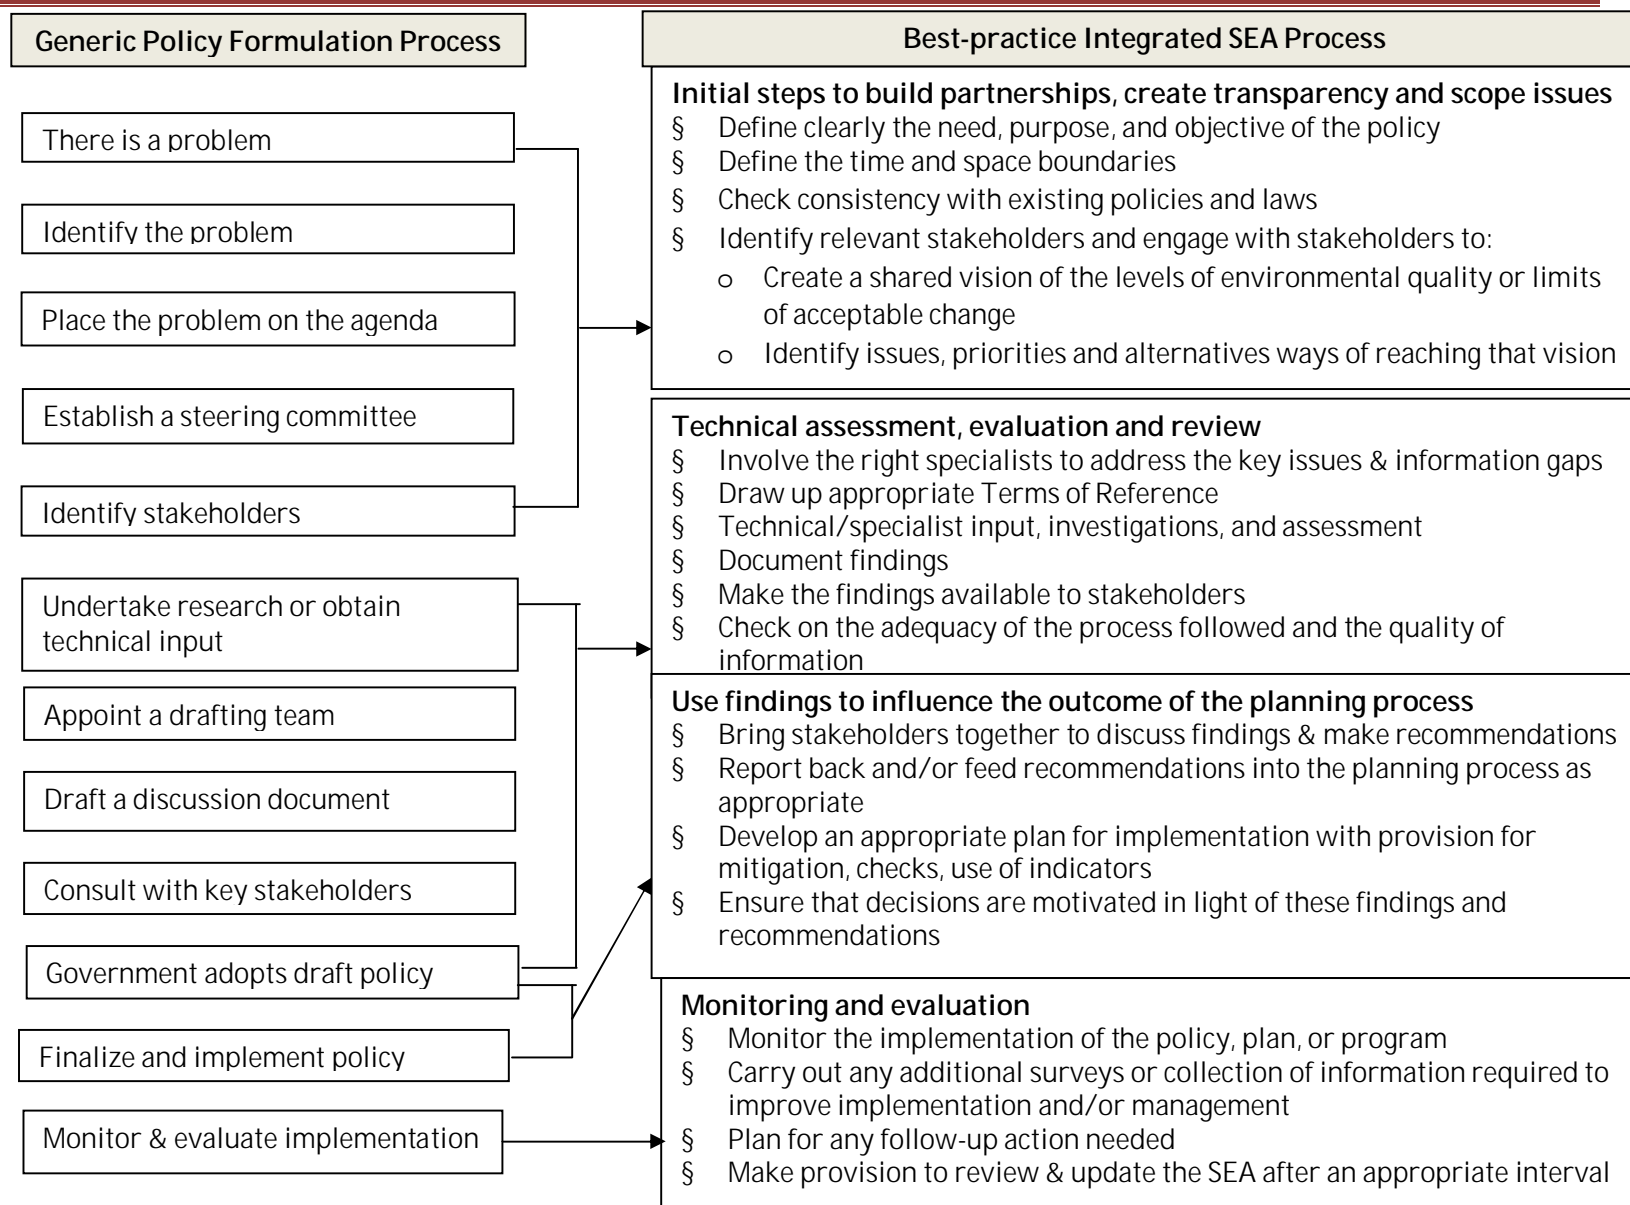 Generic Policy Formulation Process
There is a problem
Identify the problem
Place the problem on the agenda
Establish a steering committee
Identify stakeholders
Undertake research or obtain
technical input
Appoint a drafting team
Draft a discussion document
Consult with key stakeholders
Government adopts draft policy
Finalize and implement policy
Monitor & evaluate implementation
Best-practice Integrated SEA Process
Initial steps to build partnerships, create transparency and scope issues
§ Define clearly the need, purpose, and objective of the policy
§ Define the time and space boundaries
§ Check consistency with existing policies and laws
§ Identify relevant stakeholders and engage with stakeholders to:
o Create a shared vision of the levels of environmental quality or limits
of acceptable change
o Identify issues, priorities and alternatives ways of reaching that vision
Technical assessment, evaluation and review
§ Involve the right specialists to address the key issues & information gaps
§ Draw up appropriate Terms of Reference
§ Technical/specialist input, investigations, and assessment
§ Document findings
§ Make the findings available to stakeholders
§ Check on the adequacy of the process followed and the quality of
information
Use findings to influence the outcome of the planning process
§ Bring stakeholders together to discuss findings & make recommendations
§ Report back and/or feed recommendations into the planning process as
appropriate
§ Develop an appropriate plan for implementation with provision for
mitigation, checks, use of indicators
§ Ensure that decisions are motivated in light of these findings and
recommendations
Monitoring and evaluation
§ Monitor the implementation of the policy, plan, or program
§ Carry out any additional surveys or collection of information required to
improve implementation and/or management
§ Plan for any follow-up action needed
§ Make provision to review & update the SEA after an appropriate interval